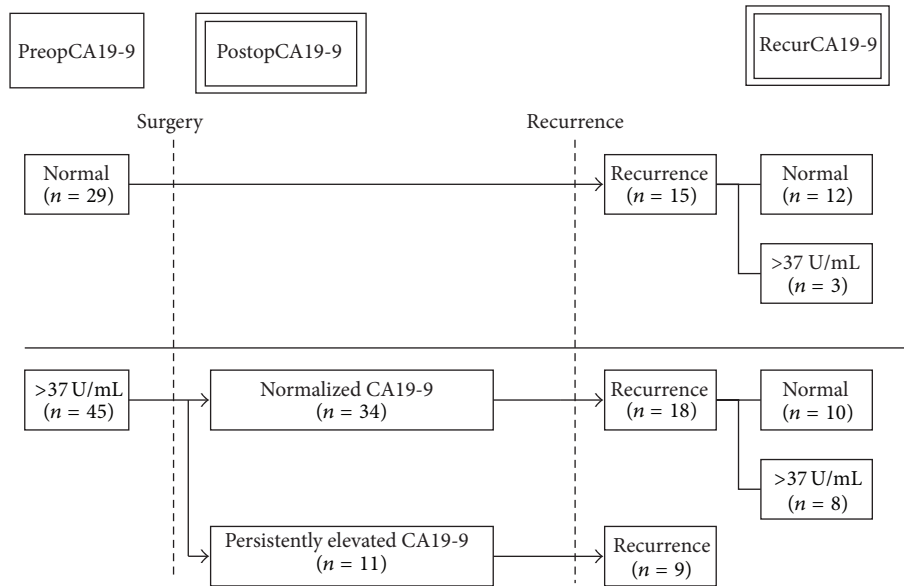 PreopCA19-9
PostopCA19-9
RecurCA19-9
Surgery
Recurrence
Normal
(n = 29)
Recurrence
(n = 15)
Normal
(n = 12)
>37 U/mL
(n = 3)
>37 U/mL
(n = 45)
Normalized CA19-9
(n = 34)
Recurrence
(n = 18)
Normal
(n = 10)
>37 U/mL
(n = 8)
Persistently elevated CA19-9
(n = 11)
Recurrence
(n = 9)